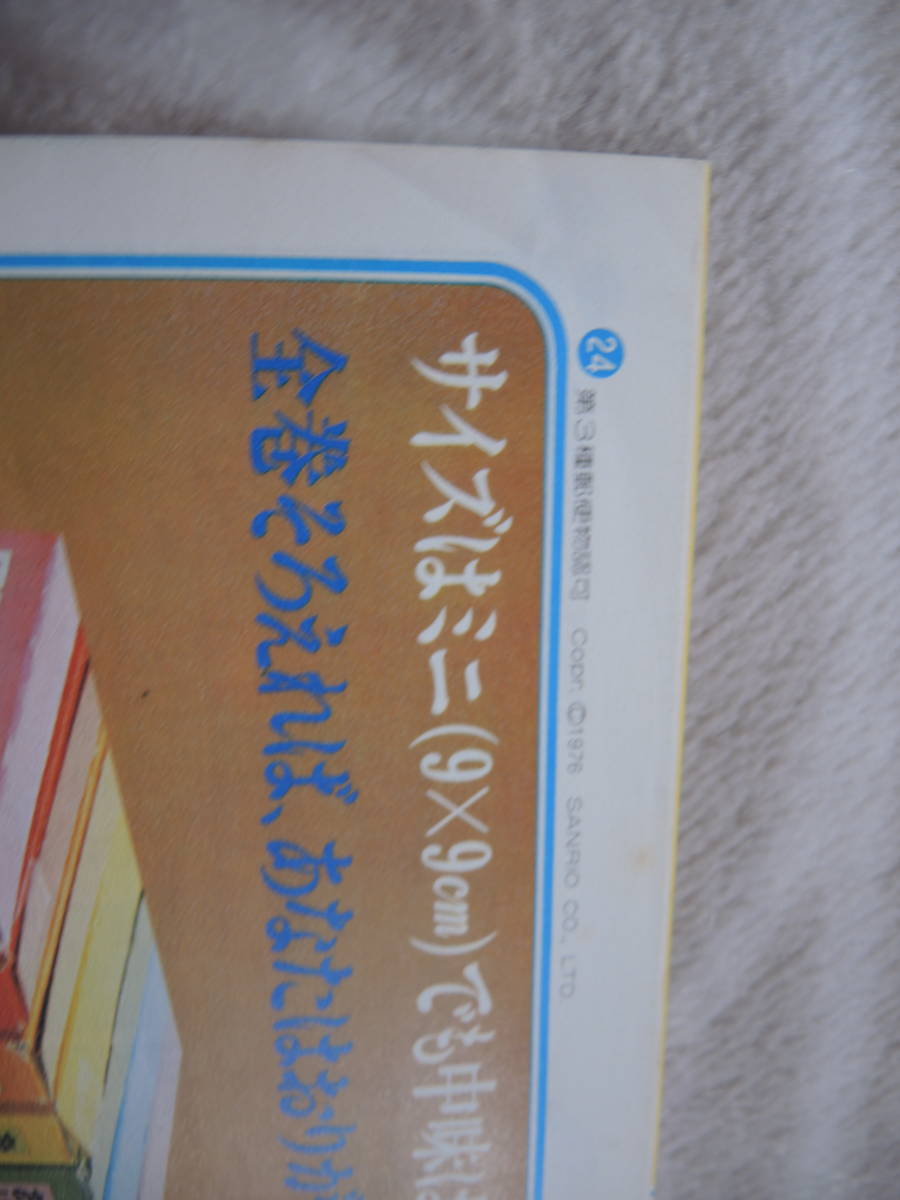 24 第3種郵便物認可 Copr. ©1976 SANRIO CO., LTD.
サイズはミニ(9×9cm)でも中味は
全巻そろえれば、あなたはおりが